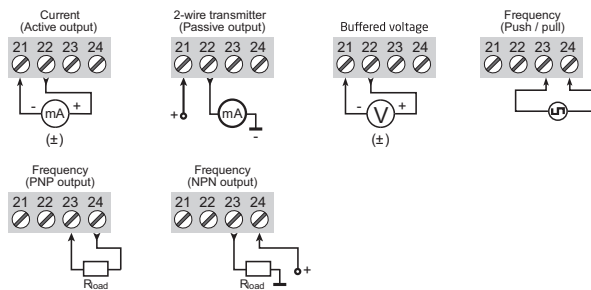 Current
(Active output)
21 22 23 24
- mA +
(±)
2-wire transmitter
(Passive output)
21 22 23 24
+ mA
-
Buffered voltage
21 22 23 24
- V +
(±)
Frequency
(Push / pull)
21 22 23 24
Frequency
(PNP output)
21 22 23 24
Rload
Frequency
(NPN output)
21 22 23 24
+
Rload